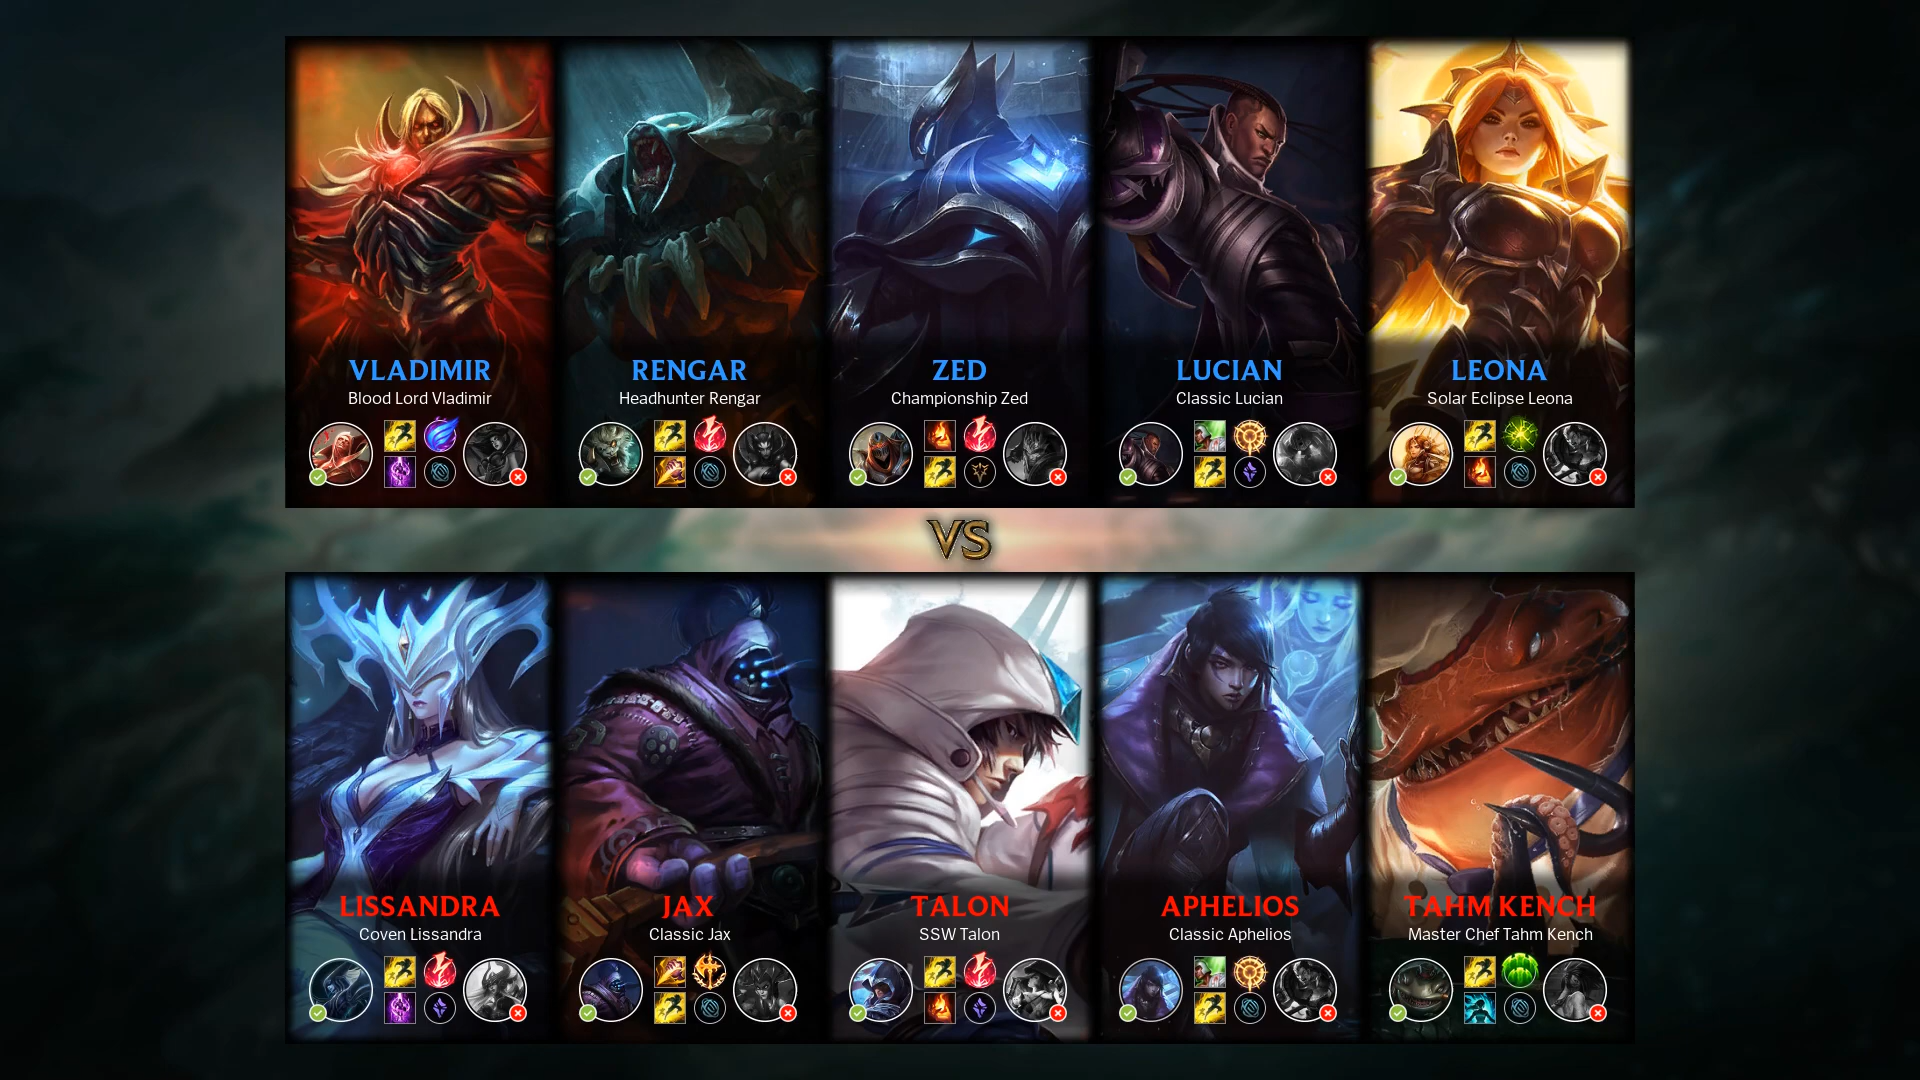 VLADIMIR
Blood Lord Vladimir
RENGAR
Headhunter Rengar
ZED
Championship Zed
LUCIAN
Classic Lucian
LEONA
Solar Eclipse Leona
VS
LISSANDRA
Coven Lissandra
JAX
Classic Jax
TALON
SSW Talon
APHELIOS
Classic Aphelios
TAHM KENCH
Master Chef Tahm Kench